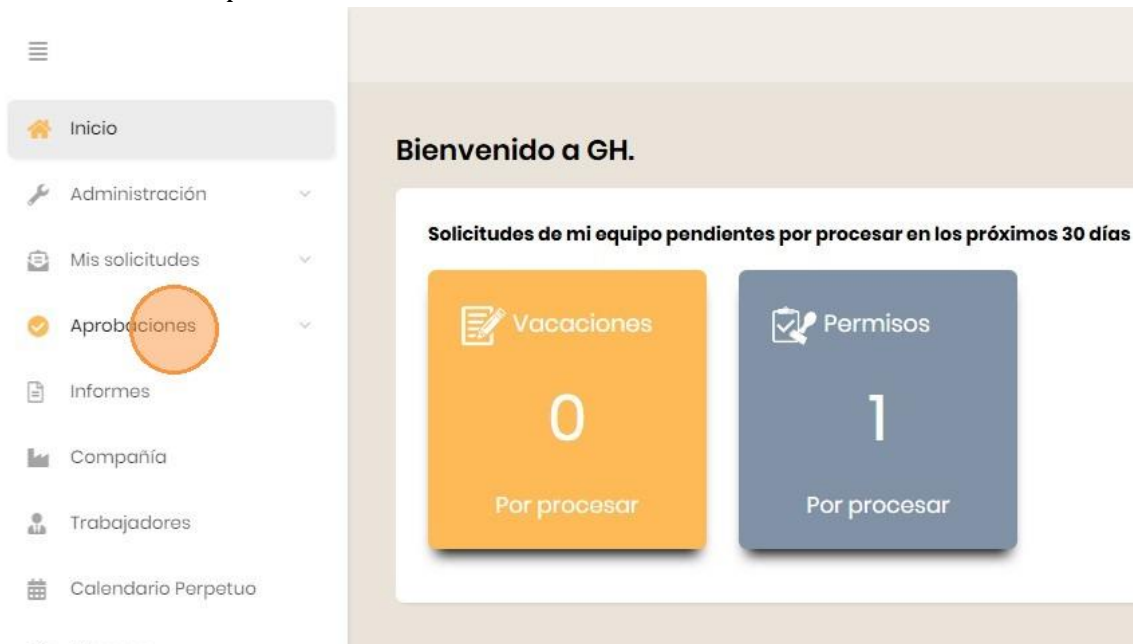 Inicio
Administración
Mis solicitudes
Aprobaciones
Informes
Compañía
Trabajadores
Calendario Perpetuo
Bienvenido a GH.
Solicitudes de mi equipo pendientes por procesar en los próximos 30 días
Vacaciones
0
Por procesar
Permisos
1
Por procesar